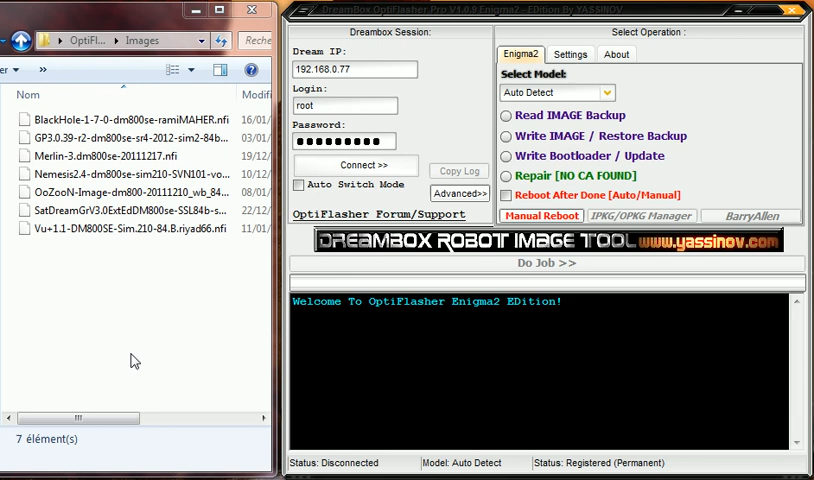 OptiFl...
Images
Reche
er
»
Nom
Modifi
BlackHole-1-7-0-dm800se-ramiMAHER.nfi
16/01
GP3.0.39-r2-dm800se-sr4-2012-sim2-84b...
03/01
Merlin-3.dm800se-20111217.nfi
19/12
Nemesis2.4-dm800se-sim210-SVN101-vo...
06/01
OoZooN-Image-dm800-20111210_wb_84...
08/01
SatDreamGrV3.0ExtEdDM800se-SSL84b-s...
22/12
Vu+1.1-DM800SE-Sim.210-84.B.riyad66.nfi
11/01
7 élément(s)
DreamBox.OptiFlasher.Pro V1.0.9 Enigma2 - EDition By YASSINOV
Dreambox Session:
Dream IP:
192.168.0.77
Login:
root
Password:
Connect >>
Copy Log
Auto Switch Mode
Advanced>>
OptiFlasher Forum/Support
Select Operation :
Enigma2
Settings
About
Select Model:
Auto Detect
Read IMAGE Backup
Write IMAGE / Restore Backup
Write Bootloader / Update
Repair [NO CA FOUND]
Reboot After Done [Auto/Manual]
Manual Reboot
IPKG/OPKG Manager
BarryAllen
DREAMBOX ROBOT IMAGE TOOL www.yassinov.com
Do Job >>
Welcome To OptiFlasher Enigma2 EDition!
Status: Disconnected
Model: Auto Detect
Status: Registered (Permanent)